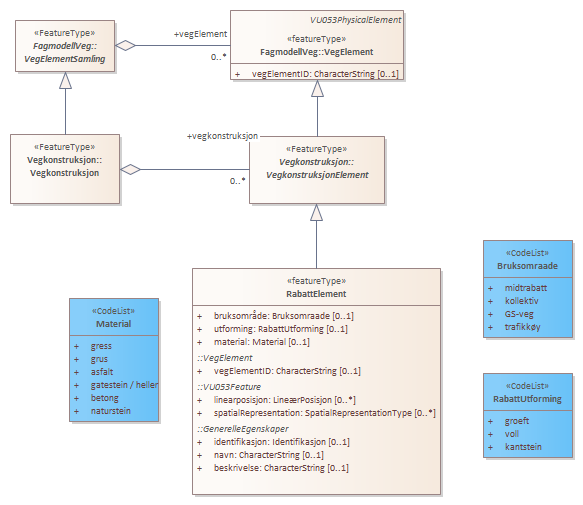 «FeatureType»
FagmodellVeg::
VegElementSamling
+vegElement
0..*
VU053PhysicalElement
«featureType»
FagmodellVeg::VegElement
+ vegElementID: CharacterString [0..1]
«FeatureType»
Vegkonstruksjon::
Vegkonstruksjon
+vegkonstruksjon
0..*
«FeatureType»
Vegkonstruksjon::
VegkonstruksjonElement
«featureType»
RabattElement
+ bruksområde: Bruksomraade [0..1]
+ utforming: RabattUtforming [0..1]
+ material: Material [0..1]
::VegElement
+ vegElementID: CharacterString [0..1]
::VU053Feature
+ linearposisjon: LineærPosisjon [0..*]
+ spatialRepresentation: SpatialRepresentationType [0..*]
::GenerelleEgenskaper
+ identifikasjon: Identifikasjon [0..1]
+ navn: CharacterString [0..1]
+ beskrivelse: CharacterString [0..1]
«CodeList»
Material
+ gress
+ grus
+ asfalt
+ gatestein / heller
+ betong
+ naturstein
«CodeList»
Bruksomraade
+ midtrabatt
+ kollektiv
+ GS-veg
+ trafikkøy
«CodeList»
RabattUtforming
+ groeft
+ voll
+ kantstein